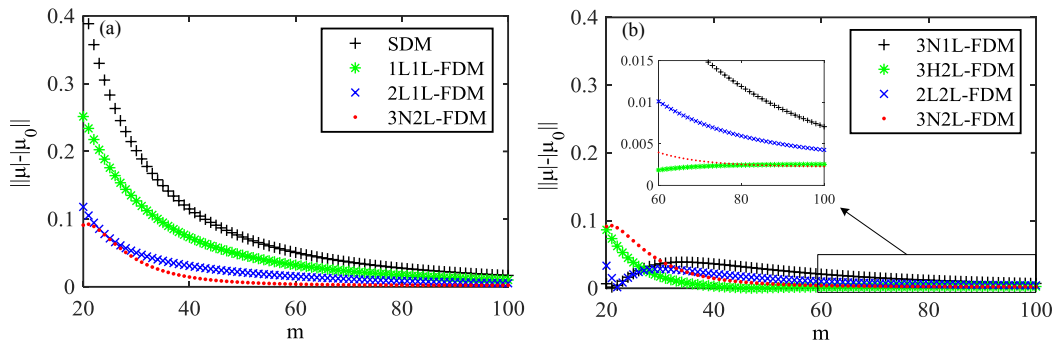 0.4
0.3
0.2
0.1
0
||μ|-|μ₀||
(a)
SDM
1L1L-FDM
2L1L-FDM
3N2L-FDM
20
40
60
80
100
m
0.4
0.3
0.2
0.1
0
||μ|-|μ₀||
(b)
0.015
0.01
0.005
0
60
80
100
3N1L-FDM
3H2L-FDM
2L2L-FDM
3N2L-FDM
20
40
60
80
100
m